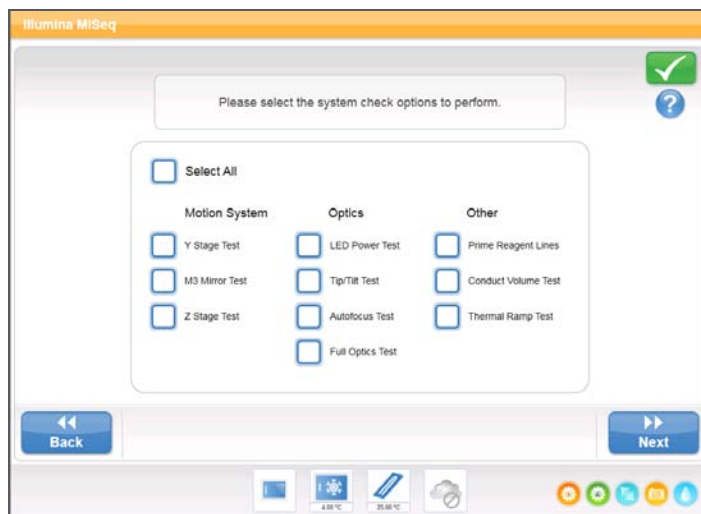 Illumina MiSeq
Please select the system check options to perform.
Select All
Motion System
Y Stage Test
M3 Mirror Test
Z Stage Test
Optics
LED Power Test
Tip/Tilt Test
Autofocus Test
Full Optics Test
Other
Prime Reagent Lines
Conduct Volume Test
Thermal Ramp Test
Back
Next
4.00 °C
25.00 °C